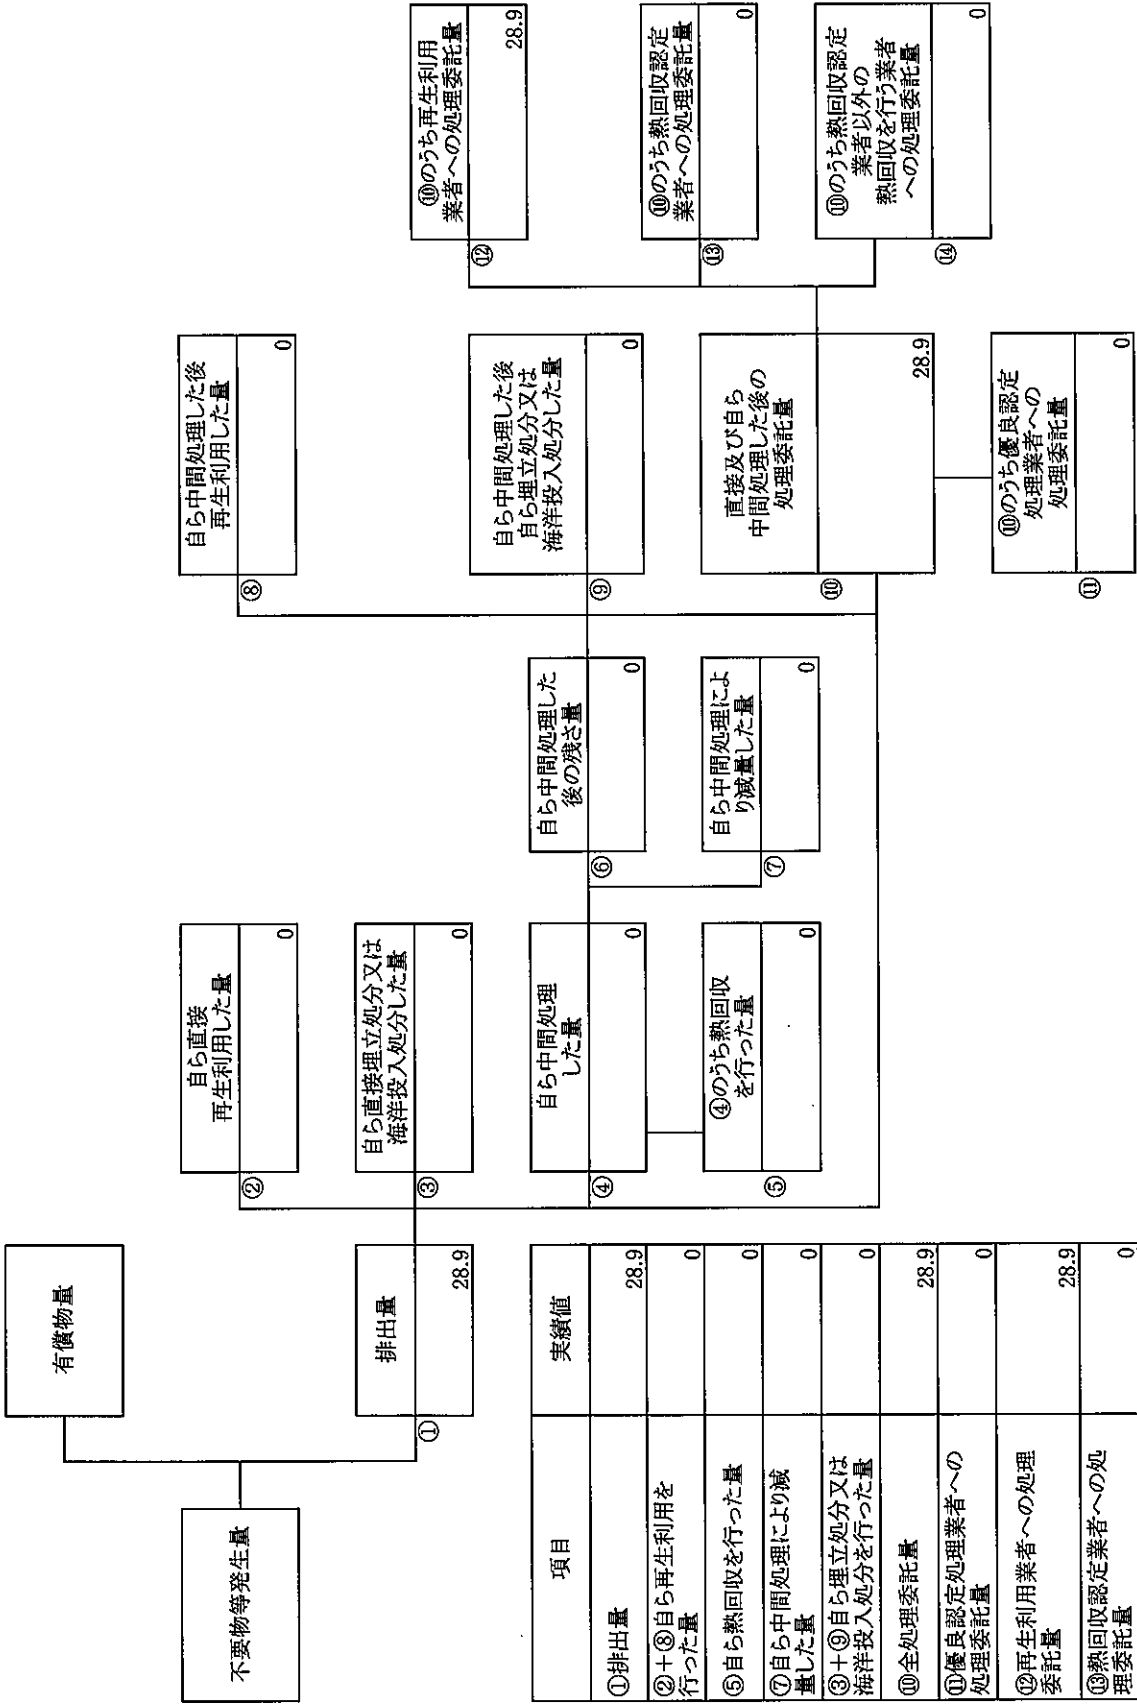 不要物等発生量
有償物量
①
排出量
28.9
②
自ら直接
再生利用した量
0
③
自ら直接埋立処分又は
海洋投入処分した量
0
④
自ら中間処理
した量
0
⑤
④のうち熱回収
を行った量
0
⑥
自ら中間処理した
後の残さ量
0
⑦
自ら中間処理によ
り減量した量
0
⑧
自ら中間処理した後
再生利用した量
0
⑨
自ら中間処理した後
自ら埋立処分又は
海洋投入処分した量
0
⑩
直接及び自ら
中間処理した後の
処理委託量
28.9
⑪
⑩のうち優良認定
処理業者への
処理委託量
0
⑫
⑩のうち再生利用
業者への処理委託量
28.9
⑬
⑩のうち熱回収認定
業者への処理委託量
0
⑭
⑩のうち熱回収認定
業者以外の
熱回収を行う業者
への処理委託量
0
項目
実績値
①排出量
28.9
②+⑧自ら再生利用を
行った量
0
⑤自ら熱回収を行った量
0
⑦自ら中間処理により減
量した量
0
③+⑨自ら埋立処分又は
海洋投入処分を行った量
0
⑩全処理委託量
28.9
⑪優良認定処理業者への
処理委託量
0
⑫再生利用業者への処理
委託量
28.9
⑬熱回収認定業者への処
理委託量
0